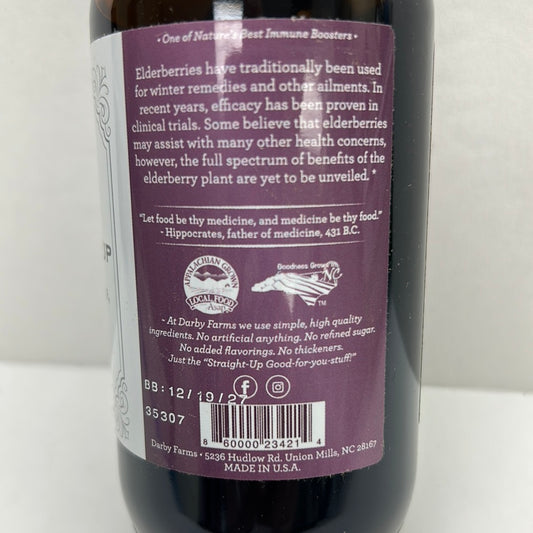 • One of Nature's Best Immune Boosters •
Elderberries have traditionally been used
for winter remedies and other ailments. In
recent years, efficacy has been proven in
clinical trials. Some believe that elderberries
may assist with many other health concerns,
however, the full spectrum of benefits of the
elderberry plant are yet to be unveiled. *
"Let food be thy medicine, and medicine be thy food."
- Hippocrates, father of medicine, 431 B.C.
APPALACHIAN GROWN
LOCAL FOOD
Asap
Goodness Grows in
NC
TM
- At Darby Farms we use simple, high quality
ingredients. No artificial anything. No refined sugar.
No added flavorings. No thickeners.
Just the "Straight-Up Good-for-you-stuff!"
BB:12/19/27
35307
8 60000 23421 4
Darby Farms • 5236 Hudlow Rd. Union Mills, NC 28167
MADE IN U.S.A.